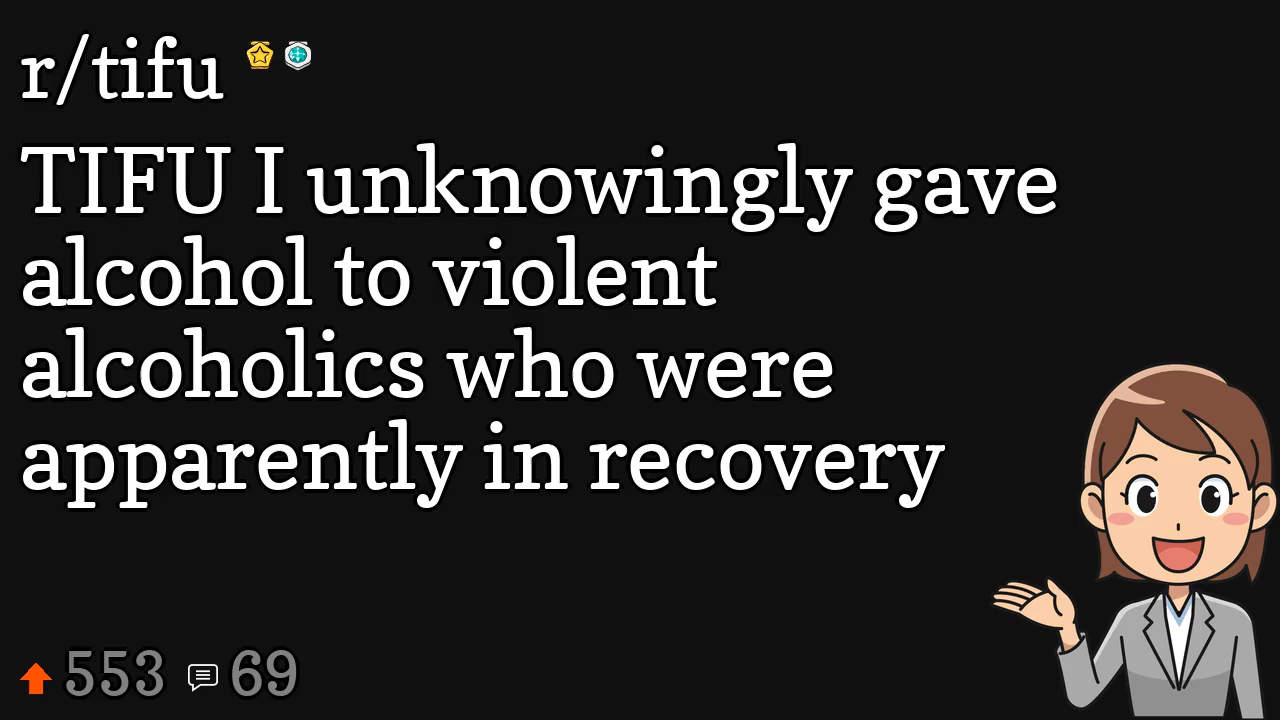 r/tifu
TIFU I unknowingly gave
alcohol to violent
alcoholics who were
apparently in recovery
553 69